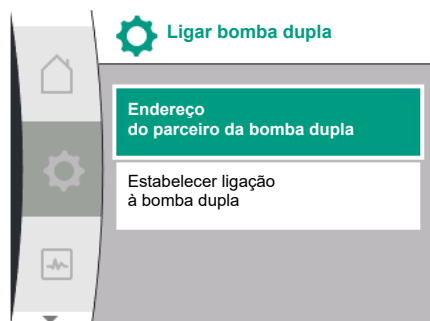 Ligar bomba dupla
Endereço
do parceiro da bomba dupla
Estabelecer ligação
à bomba dupla